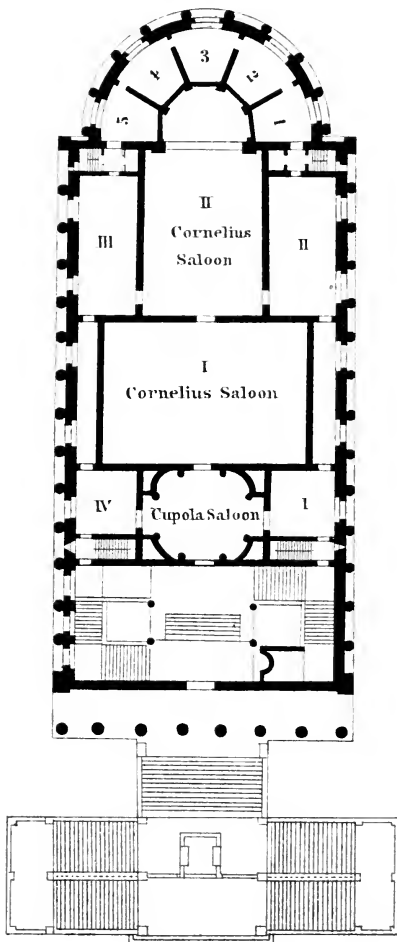 3
4
2
5
1
II
Cornelius
Saloon
III
II
I
Cornelius Saloon
IV
Cupola Saloon
I